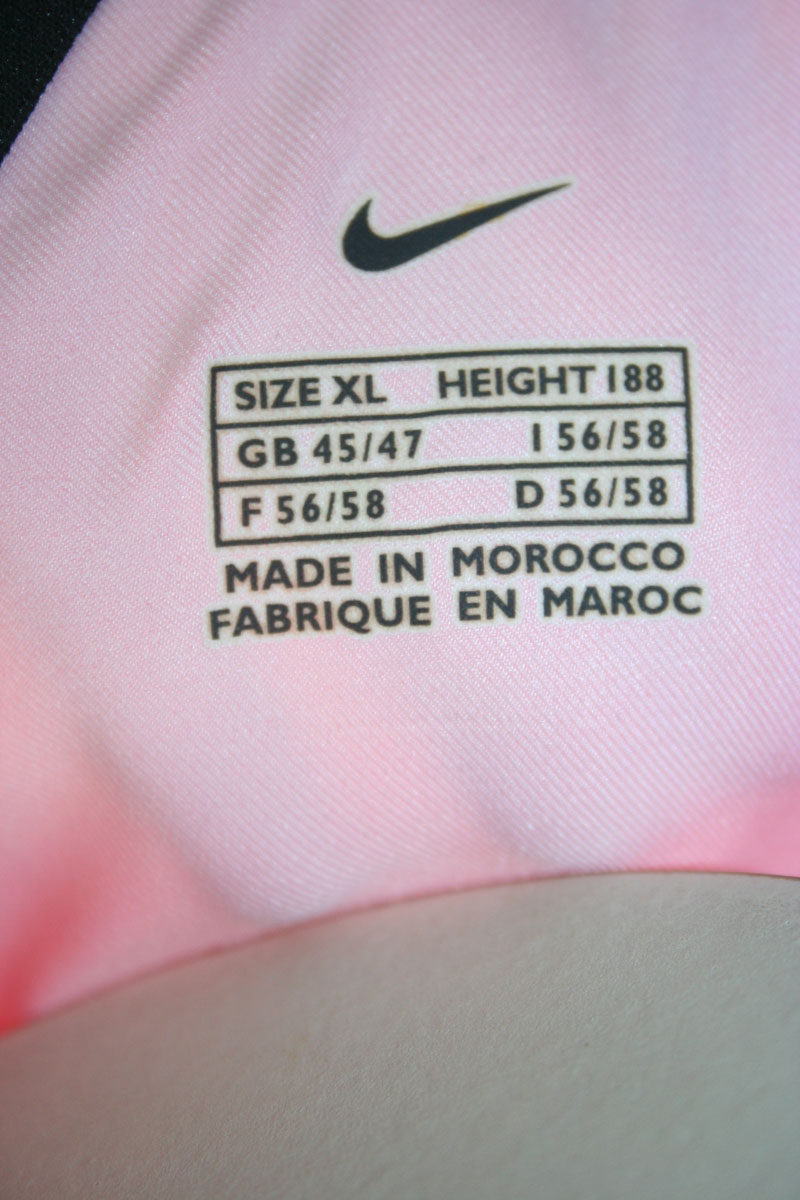 SIZE XL HEIGHT 188
GB 45/47 I 56/58
F 56/58 D 56/58
MADE IN MOROCCO
FABRIQUE EN MAROC